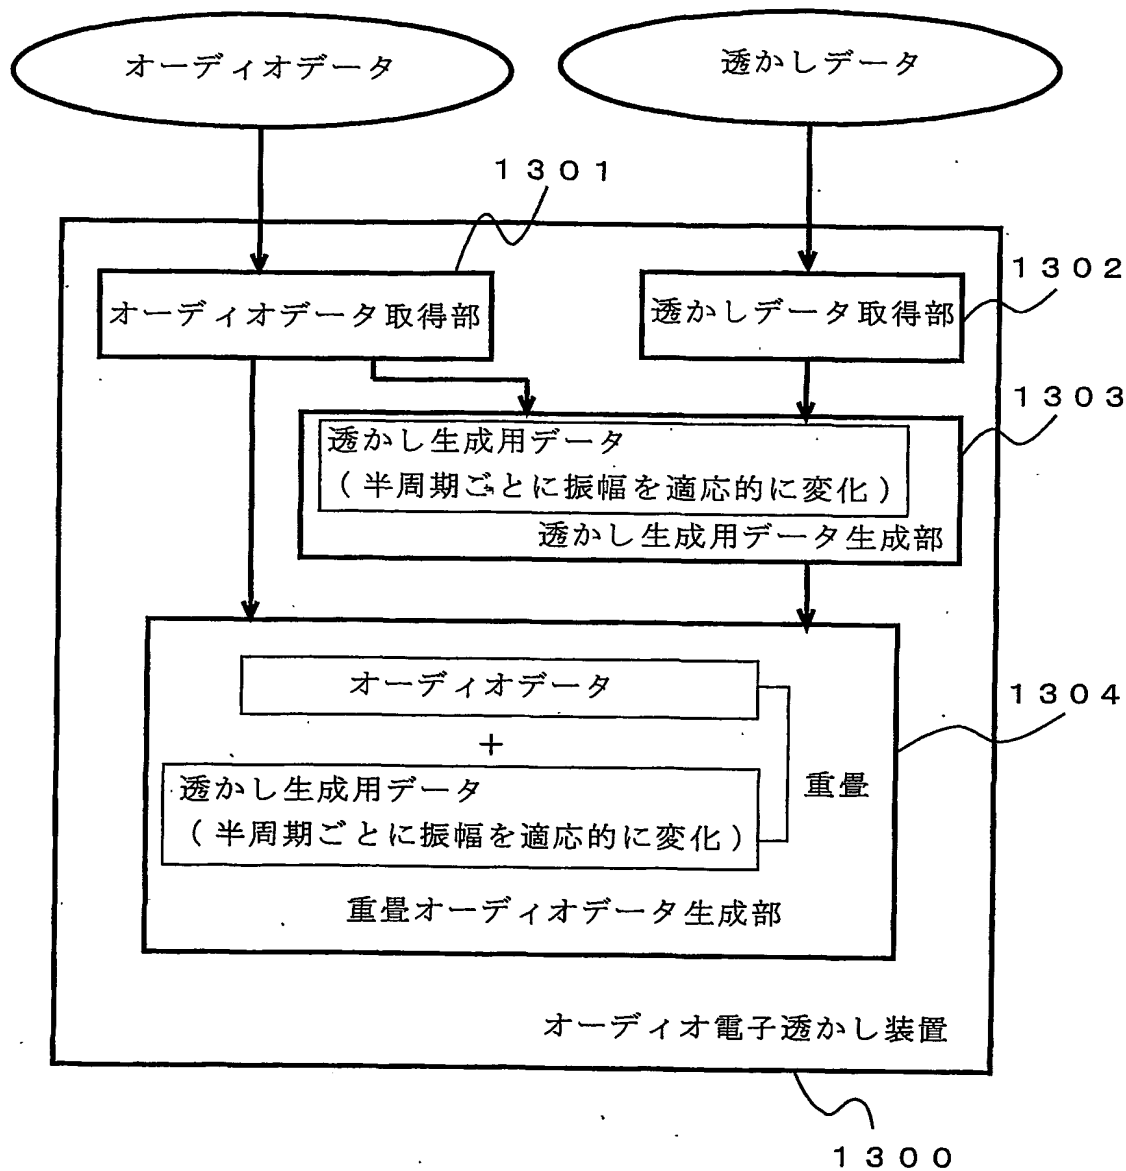 オーディオデータ
透かしデータ
1301
1302
オーディオデータ取得部
透かしデータ取得部
1303
透かし生成用データ
(半周期ごとに振幅を適応的に変化)
透かし生成用データ生成部
1304
オーディオデータ
+
重畳
透かし生成用データ
(半周期ごとに振幅を適応的に変化)
重畳オーディオデータ生成部
オーディオ電子透かし装置
1300